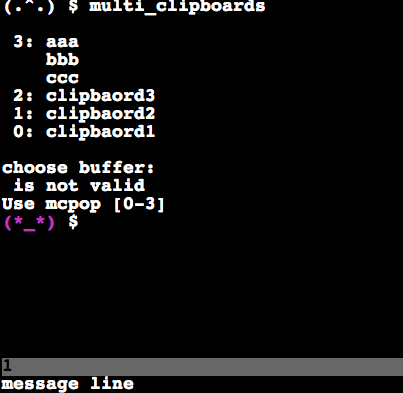 (.^.) $ multi_clipboards
3: aaa
bbb
ccc
2: clipbaord3
1: clipbaord2
0: clipbaord1
choose buffer:
is not valid
Use mcpop [0-3]
(*_*) $
1
message line